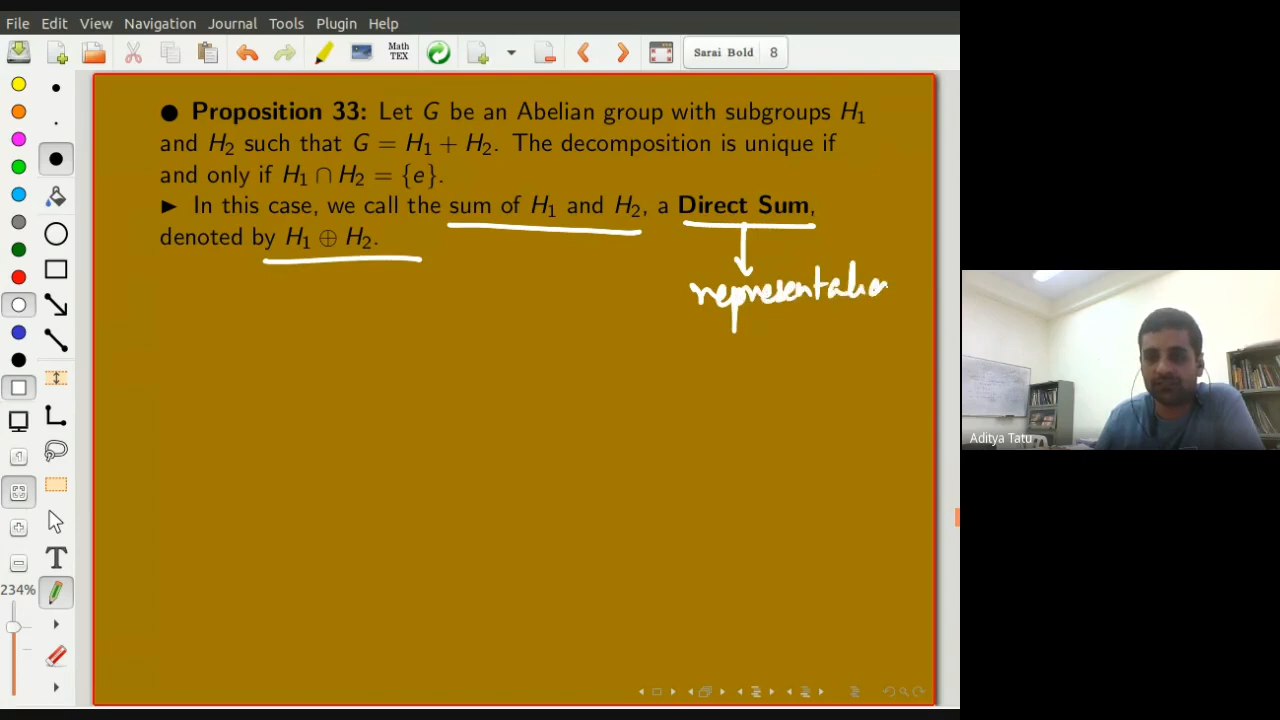 File Edit View Navigation Journal Tools Plugin Help
Math TEX
Sarai Bold 8
● Proposition 33: Let G be an Abelian group with subgroups H₁
and H₂ such that G = H₁ + H₂. The decomposition is unique if
and only if H₁ ∩ H₂ = {e}.
► In this case, we call the sum of H₁ and H₂, a Direct Sum,
denoted by H₁ ⊕ H₂.
representation
Aditya Tatu
234%